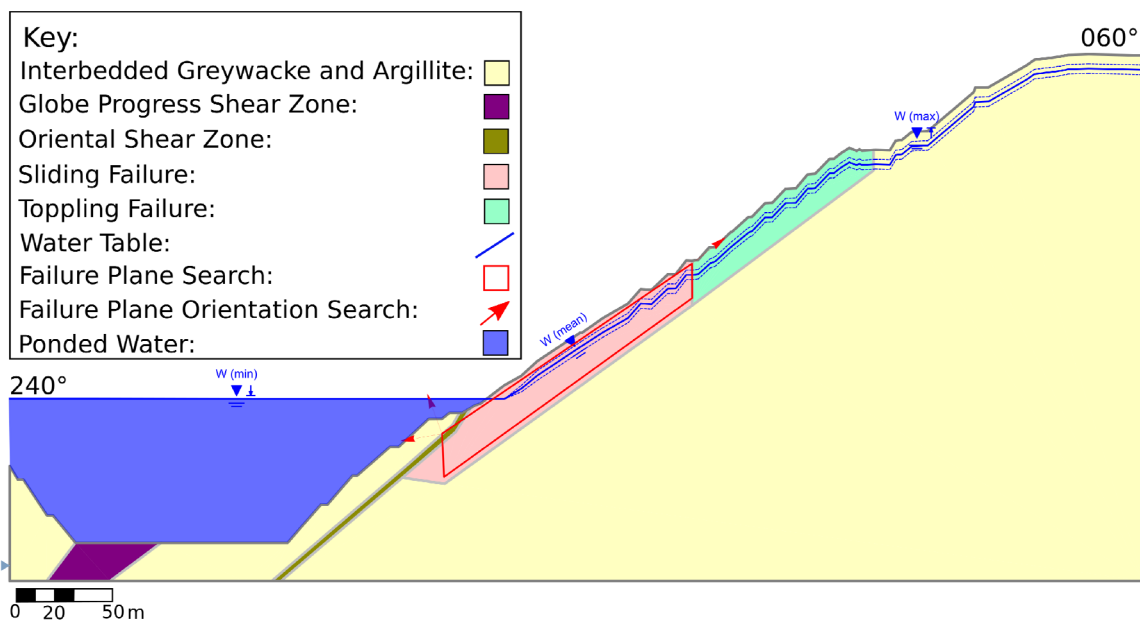 Key:
Interbedded Greywacke and Argillite:
Globe Progress Shear Zone:
Oriental Shear Zone:
Sliding Failure:
Toppling Failure:
Water Table:
Failure Plane Search:
Failure Plane Orientation Search:
Ponded Water:
060°
W (max)
W (mean)
W (min)
240°
0 20 50 m